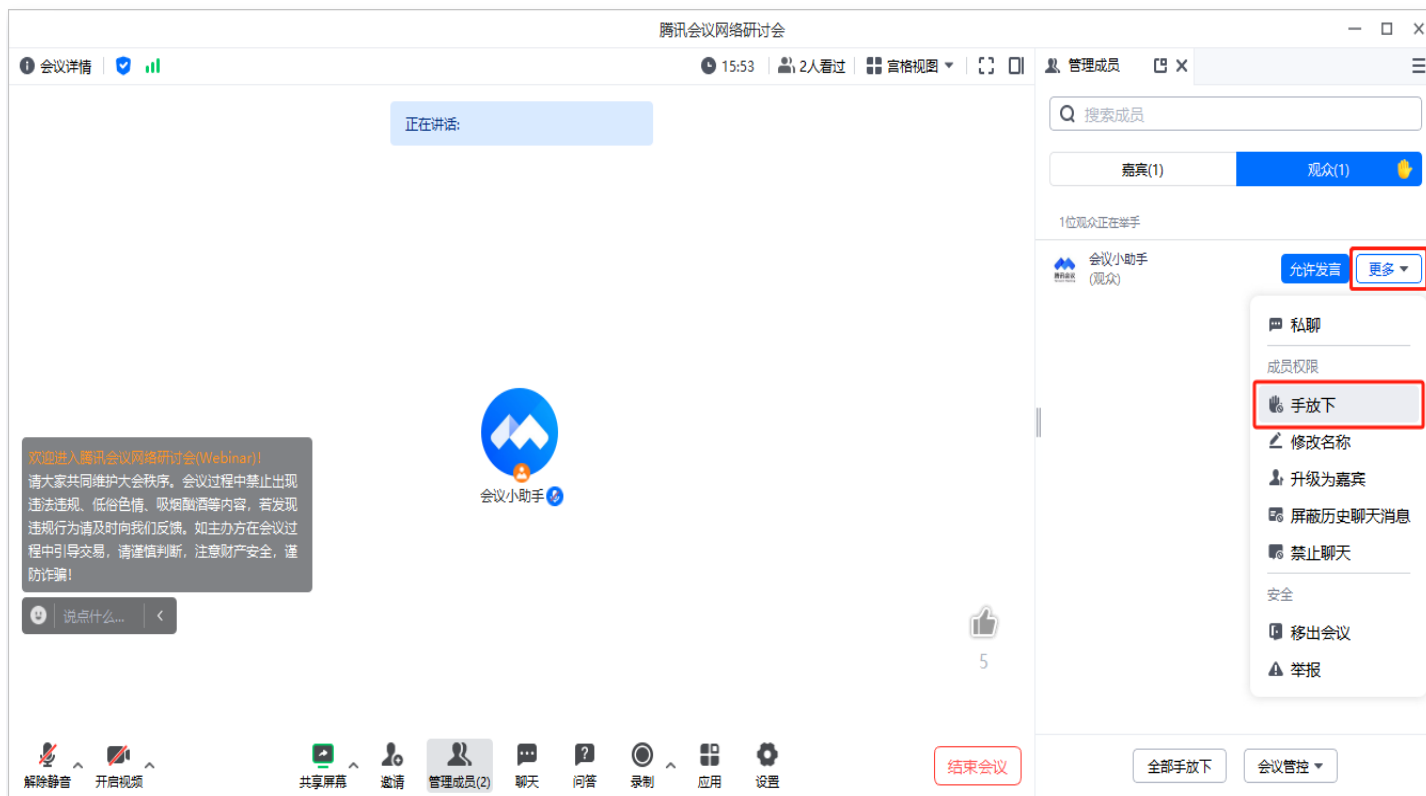 腾讯会议网络研讨会
会议详情
15:53
2人看过
宫格视图
管理成员
正在讲话:
搜索成员
嘉宾(1)
观众(1)
1位观众正在举手
会议小助手
(观众)
允许发言
更多
私聊
成员权限
手放下
修改名称
升级为嘉宾
屏蔽历史聊天消息
禁止聊天
安全
移出会议
举报
会议小助手
欢迎进入腾讯会议网络研讨会(Webinar)!
请大家共同维护大会秩序。会议过程中禁止出现
违法违规、低俗色情、吸烟酗酒等内容，若发现
违规行为请及时向我们反馈。如主办方在会议过
程中引导交易，请谨慎判断，注意财产安全，谨
防诈骗!
说点什么...
5
解除静音
开启视频
共享屏幕
邀请
管理成员(2)
聊天
问答
录制
应用
设置
结束会议
全部手放下
会议管控